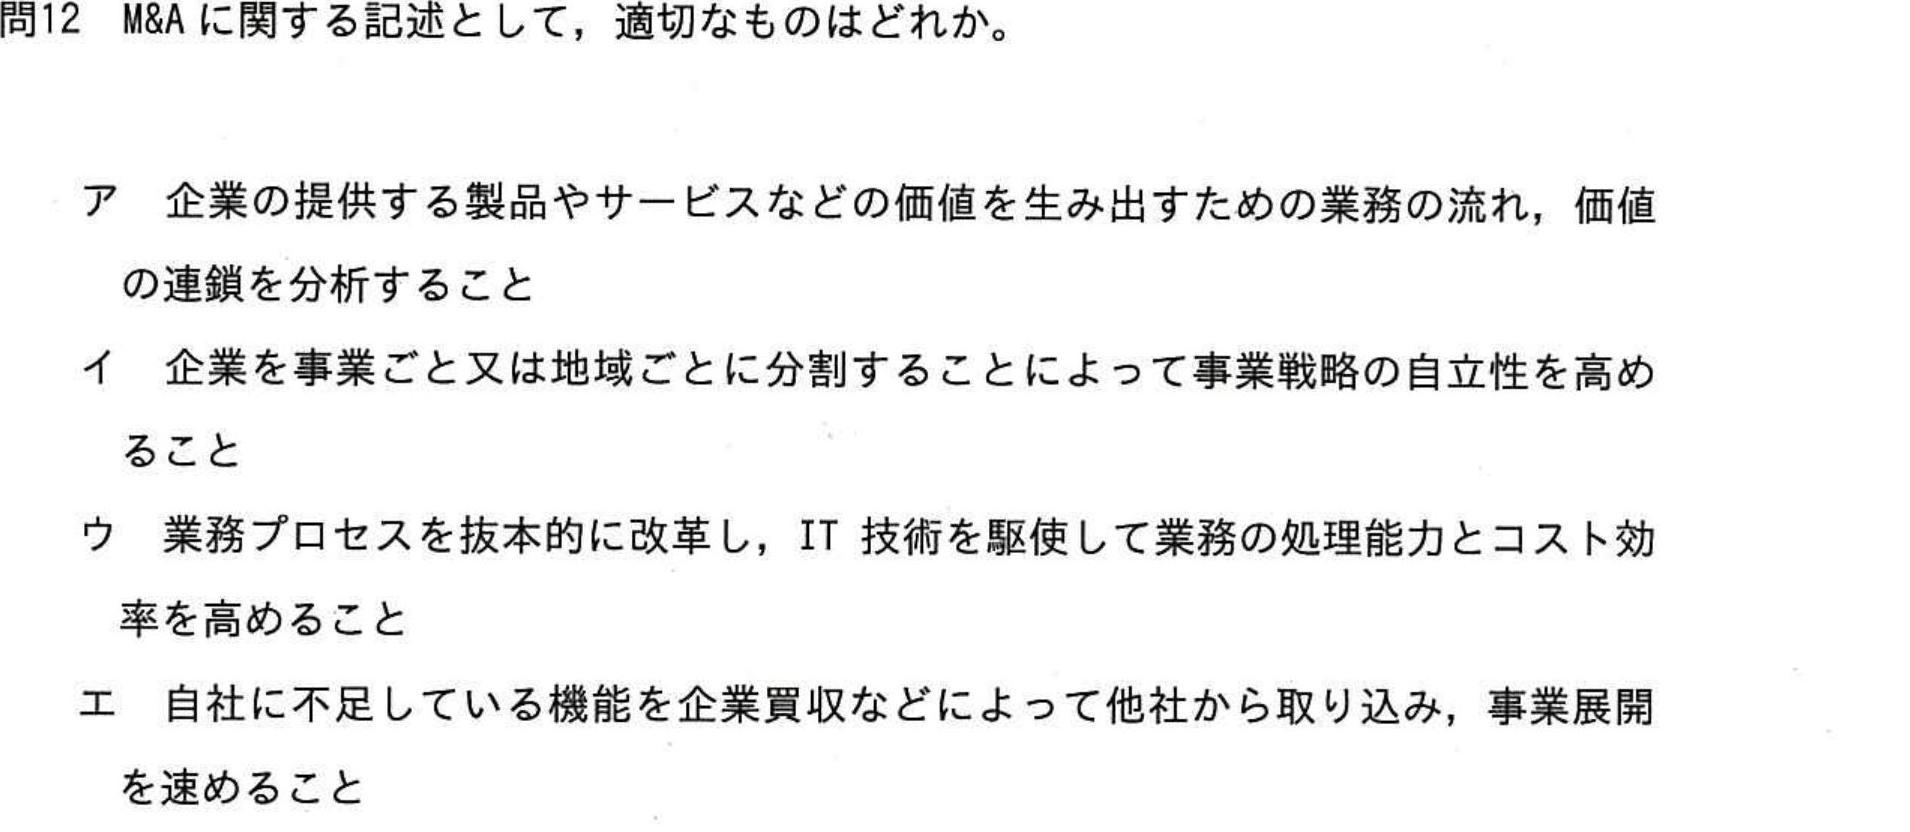 問12 M&A に関する記述として，適切なものはどれか。
ア 企業の提供する製品やサービスなどの価値を生み出すための業務の流れ，価値
の連鎖を分析すること
イ 企業を事業ごと又は地域ごとに分割することによって事業戦略の自立性を高め
ること
ウ 業務プロセスを抜本的に改革し，IT 技術を駆使して業務の処理能力とコスト効
率を高めること
エ 自社に不足している機能を企業買収などによって他社から取り込み，事業展開
を速めること